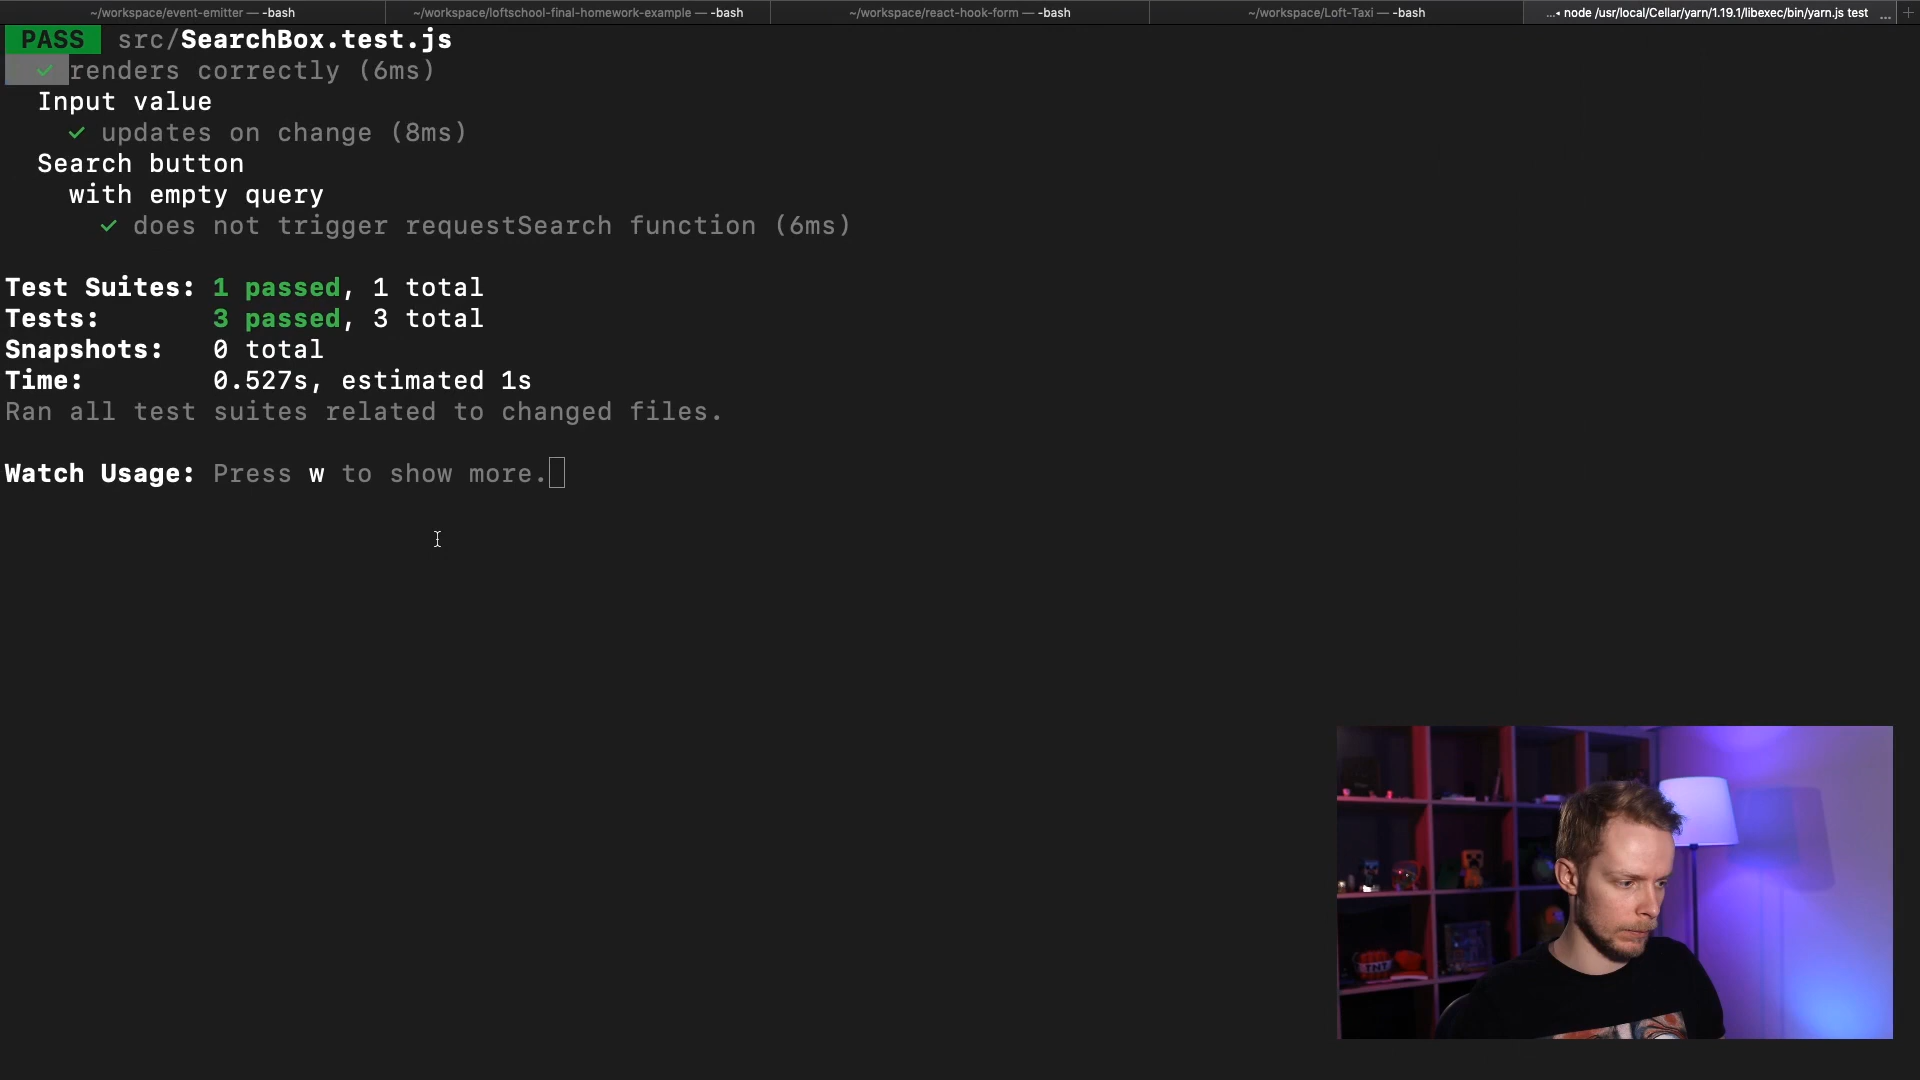 ~/workspace/event-emitter — -bash
~/workspace/loftschool-final-homework-example — -bash
~/workspace/react-hook-form — -bash
~/workspace/Loft-Taxi — -bash
...◂ node /usr/local/Cellar/yarn/1.19.1/libexec/bin/yarn.js test ...
PASS src/SearchBox.test.js
✓ renders correctly (6ms)
Input value
✓ updates on change (8ms)
Search button
with empty query
✓ does not trigger requestSearch function (6ms)
Test Suites: 1 passed, 1 total
Tests: 3 passed, 3 total
Snapshots: 0 total
Time: 0.527s, estimated 1s
Ran all test suites related to changed files.
Watch Usage: Press w to show more.
TNT